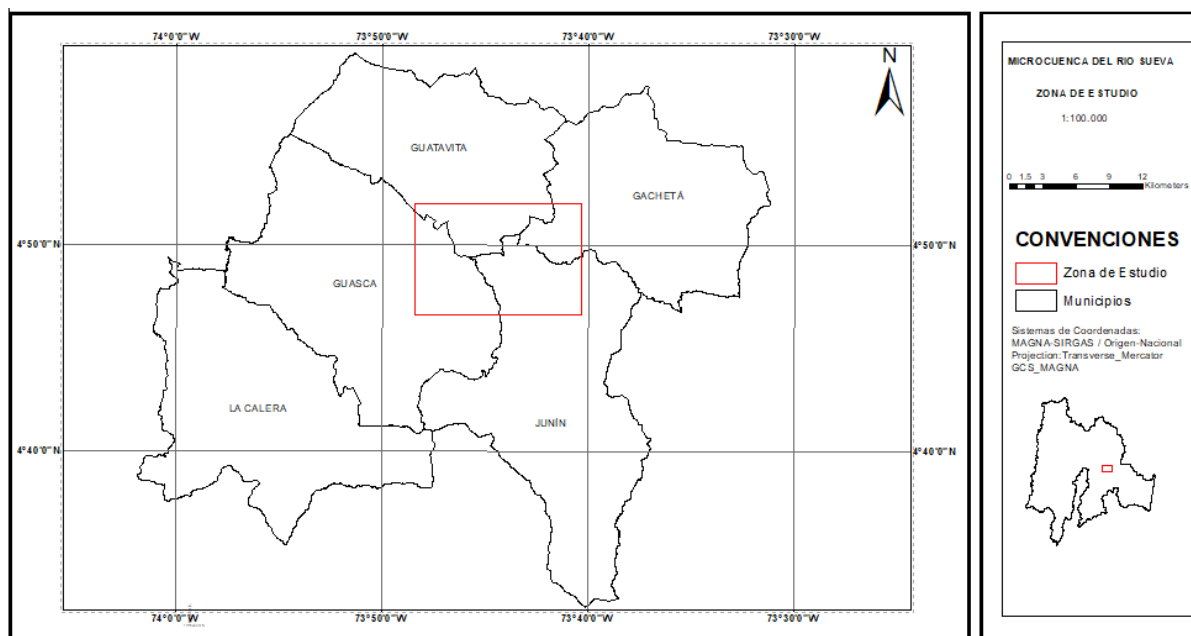 74°0'0"W 73°50'0"W 73°40'0"W 73°30'0"W
N
GUATAVITA
GACHETÁ
4°50'0"N 4°50'0"N
GUASCA
LA CALERA
JUNÍN
4°40'0"N 4°40'0"N
74°0'0"W 73°50'0"W 73°40'0"W 73°30'0"W
MICROCUENCA DEL RIO SUEVA
ZONA DE ESTUDIO
1:100.000
0 1.5 3 6 9 12
Kilometers
CONVENCIONES
Zona de Estudio
Municipios
Sistemas de Coordenadas:
MAGNA-SIRGAS / Origen-Nacional
Projection: Transverse_Mercator
GCS_MAGNA